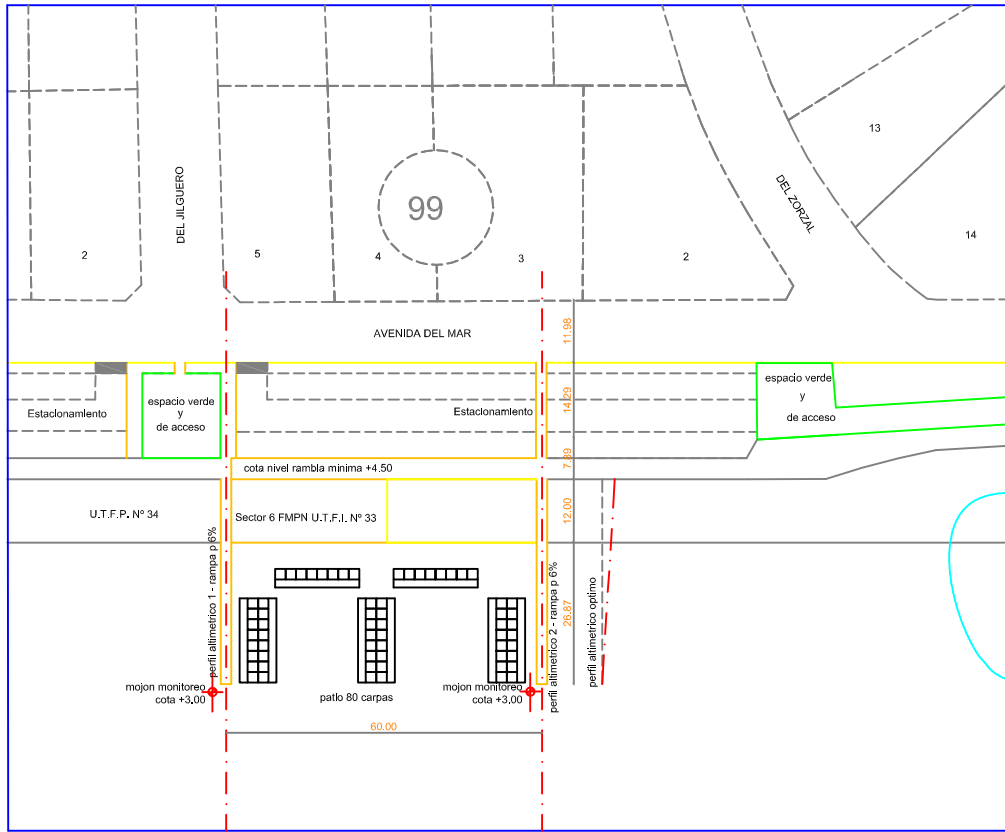 13
DEL JILGUERO
99
DEL ZORZAL
2
5
4
3
2
14
AVENIDA DEL MAR
11.98
Estacionamiento
espacio verde
y
de acceso
Estacionamiento
14.29
espacio verde
y
de acceso
cota nivel rambla minima +4.50
7.89
U.T.F.P. Nº 34
Sector 6 FMPN U.T.F.I. Nº 33
12.00
perfil altimetrico 1 - rampa p 6%
perfil altimetrico 2 - rampa p 6%
26.87
perfil altimetrico optimo
mojon monitoreo
cota +3.00
patio 80 carpas
mojon monitoreo
cota +3.00
60.00